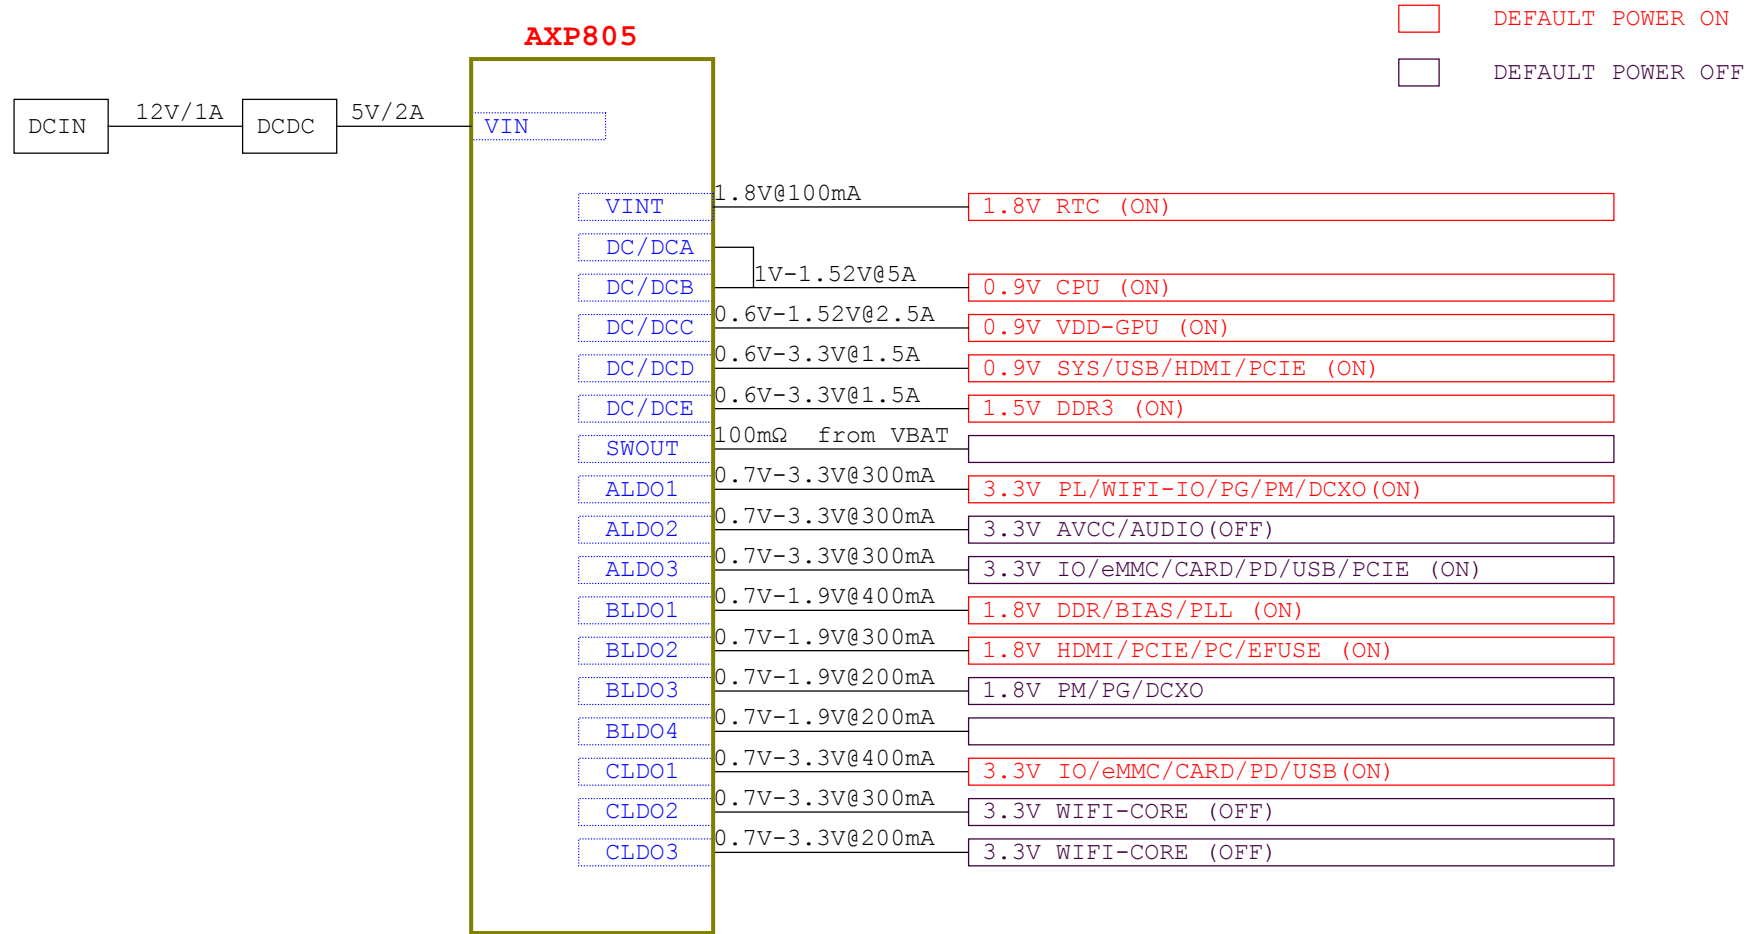 DEFAULT POWER ON
AXP805
DEFAULT POWER OFF
DCIN 12V/1A DCDC 5V/2A VIN
VINT 1.8V@100mA 1.8V RTC (ON)
DC/DCA
DC/DCB 1V-1.52V@5A 0.9V CPU (ON)
DC/DCC 0.6V-1.52V@2.5A 0.9V VDD-GPU (ON)
DC/DCD 0.6V-3.3V@1.5A 0.9V SYS/USB/HDMI/PCIE (ON)
DC/DCE 0.6V-3.3V@1.5A 1.5V DDR3 (ON)
SWOUT 100mΩ from VBAT
ALDO1 0.7V-3.3V@300mA 3.3V PL/WIFI-IO/PG/PM/DCXO(ON)
ALDO2 0.7V-3.3V@300mA 3.3V AVCC/AUDIO(OFF)
ALDO3 0.7V-3.3V@300mA 3.3V IO/eMMC/CARD/PD/USB/PCIE (ON)
BLDO1 0.7V-1.9V@400mA 1.8V DDR/BIAS/PLL (ON)
BLDO2 0.7V-1.9V@300mA 1.8V HDMI/PCIE/PC/EFUSE (ON)
BLDO3 0.7V-1.9V@200mA 1.8V PM/PG/DCXO
BLDO4 0.7V-1.9V@200mA
CLDO1 0.7V-3.3V@400mA 3.3V IO/eMMC/CARD/PD/USB(ON)
CLDO2 0.7V-3.3V@300mA 3.3V WIFI-CORE (OFF)
CLDO3 0.7V-3.3V@200mA 3.3V WIFI-CORE (OFF)